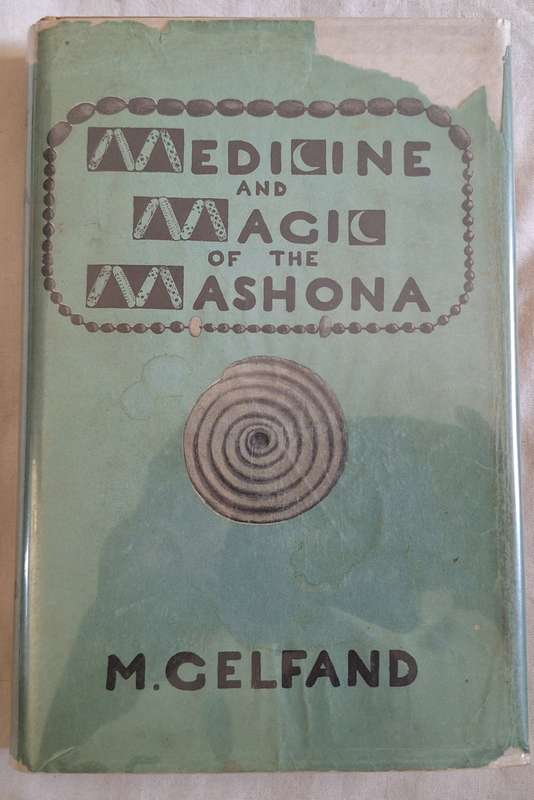 MEDICINE
AND
MAGIC
OF THE
MASHONA
M. GELFAND